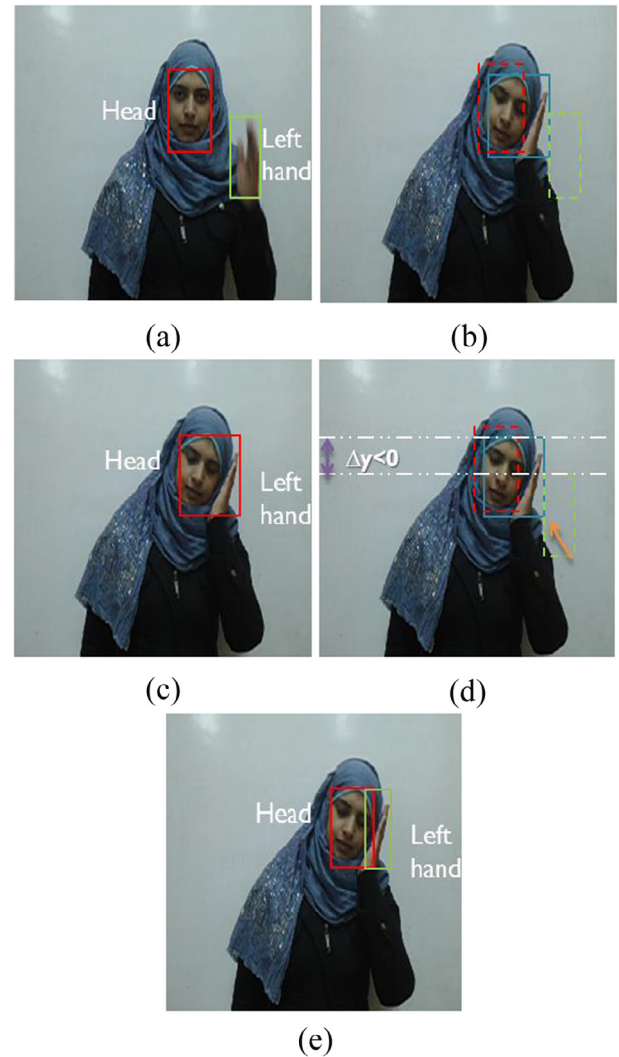 Head
Left
hand
(a)
(b)
Head
Left
hand
(c)
Δy<0
(d)
Head
Left
hand
(e)